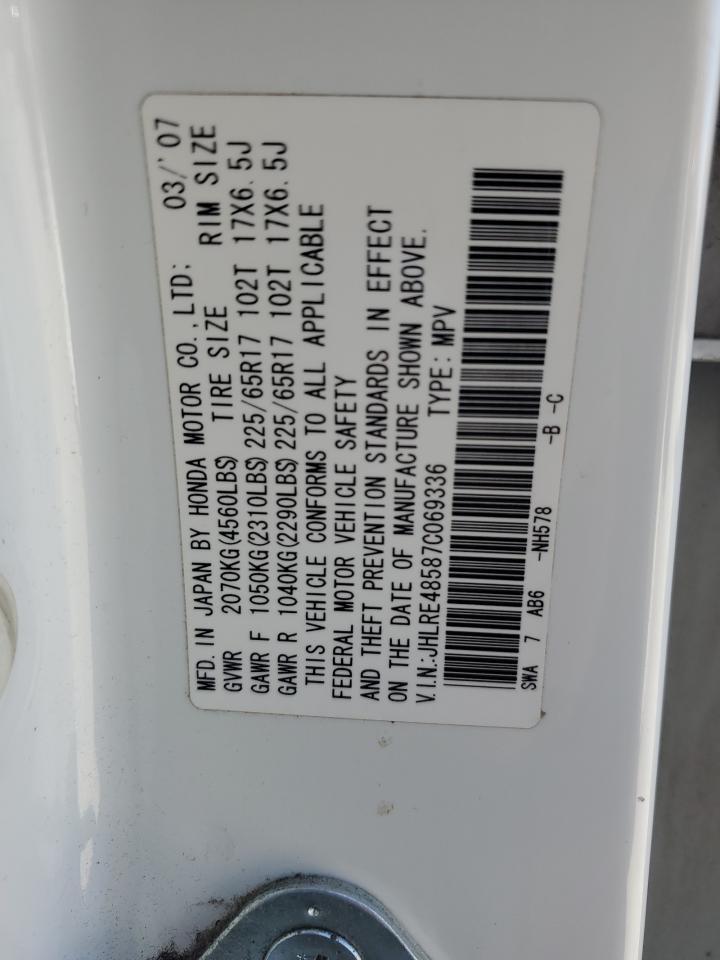 MFD. IN JAPAN BY HONDA MOTOR CO., LTD: 03/'07
GVWR 2070KG(4560LBS) TIRE SIZE RIM SIZE
GAWR F 1050KG(2310LBS) 225/65R17 102T 17X6.5J
GAWR R 1040KG(2290LBS) 225/65R17 102T 17X6.5J
THIS VEHICLE CONFORMS TO ALL APPLICABLE
FEDERAL MOTOR VEHICLE SAFETY
AND THEFT PREVENTION STANDARDS IN EFFECT
ON THE DATE OF MANUFACTURE SHOWN ABOVE.
V.I.N.:JHLRE48587C069336 TYPE: MPV
SWA 7 AB6 -NH578 -B -C